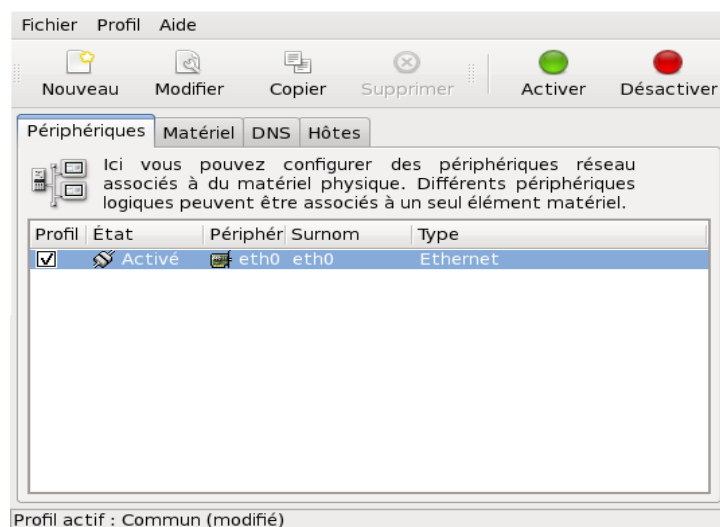 Fichier Profil Aide
Nouveau Modifier Copier Supprimer Activer Désactiver
Périphériques Matériel DNS Hôtes
Ici vous pouvez configurer des périphériques réseau
associés à du matériel physique. Différents périphériques
logiques peuvent être associés à un seul élément matériel.
Profil État Périphér Surnom Type
Activé eth0 eth0 Ethernet
Profil actif : Commun (modifié)